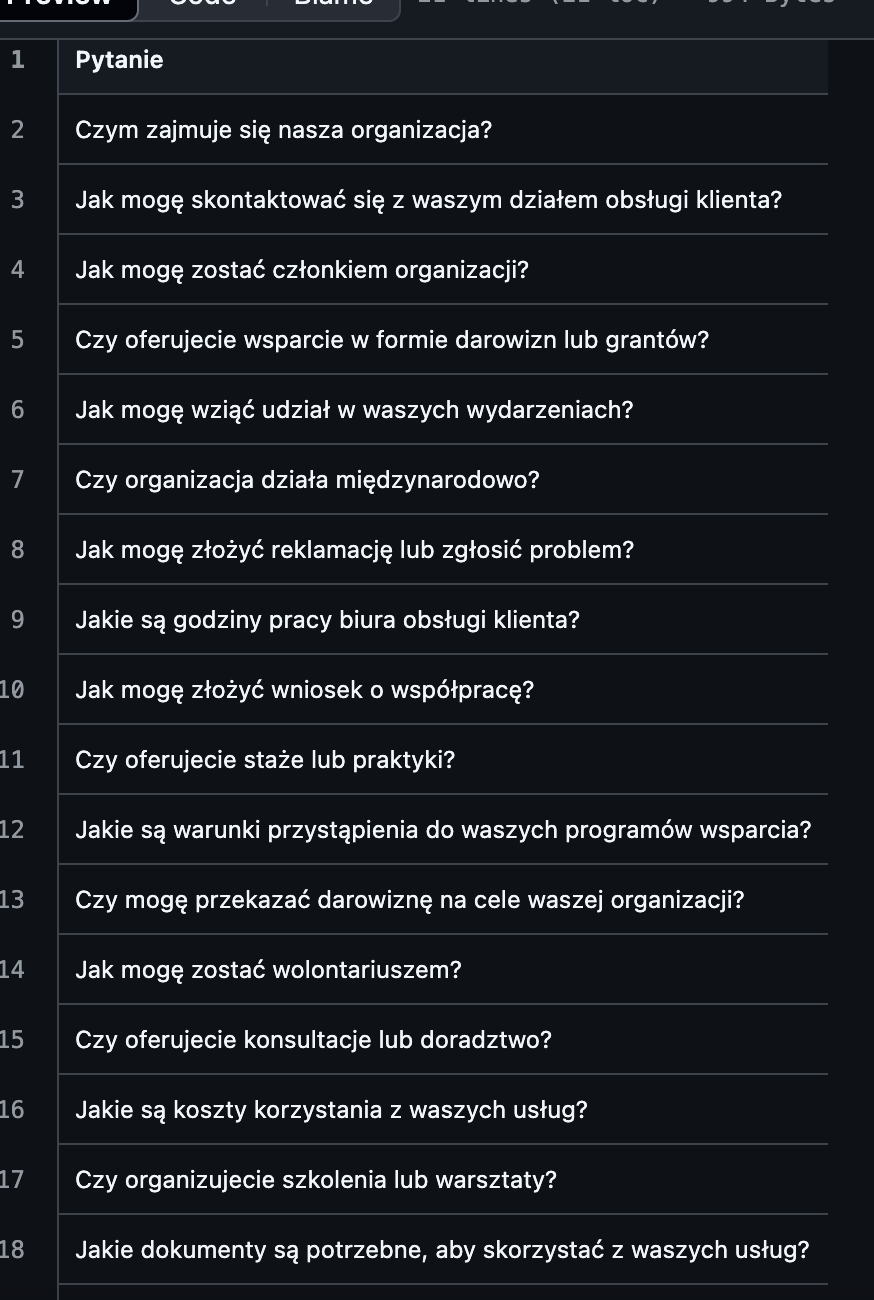 Preview Code Blame
1 Pytanie
2 Czym zajmuje się nasza organizacja?
3 Jak mogę skontaktować się z waszym działem obsługi klienta?
4 Jak mogę zostać członkiem organizacji?
5 Czy oferujecie wsparcie w formie darowizn lub grantów?
6 Jak mogę wziąć udział w waszych wydarzeniach?
7 Czy organizacja działa międzynarodowo?
8 Jak mogę złożyć reklamację lub zgłosić problem?
9 Jakie są godziny pracy biura obsługi klienta?
10 Jak mogę złożyć wniosek o współpracę?
11 Czy oferujecie staże lub praktyki?
12 Jakie są warunki przystąpienia do waszych programów wsparcia?
13 Czy mogę przekazać darowiznę na cele waszej organizacji?
14 Jak mogę zostać wolontariuszem?
15 Czy oferujecie konsultacje lub doradztwo?
16 Jakie są koszty korzystania z waszych usług?
17 Czy organizujecie szkolenia lub warsztaty?
18 Jakie dokumenty są potrzebne, aby skorzystać z waszych usług?